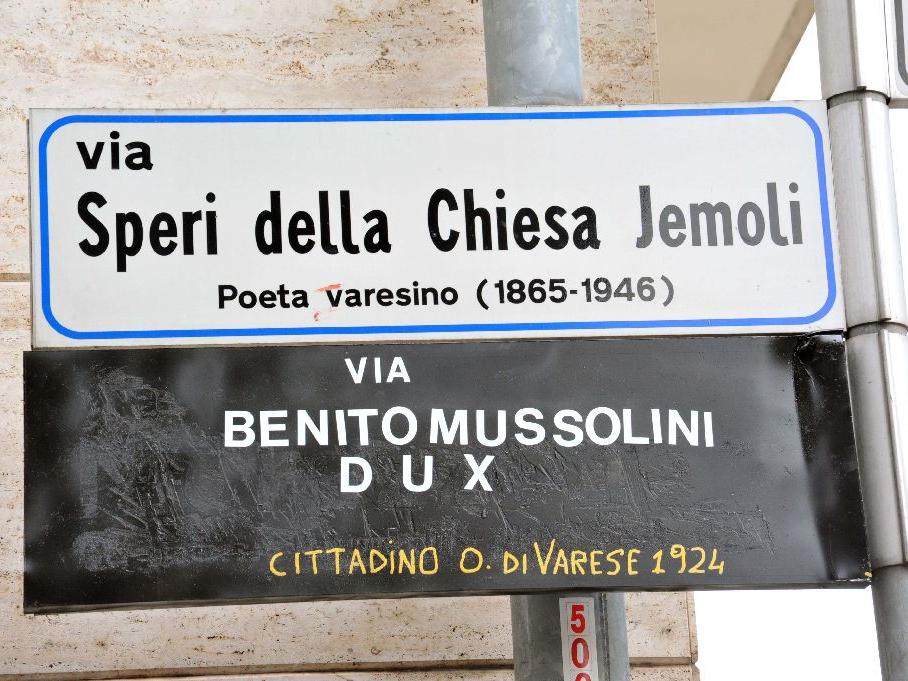 via
Speri della Chiesa Jemoli
Poeta varesino (1865-1946)
VIA
BENITO MUSSOLINI
DUX
CITTADINO O. DI VARESE 1924